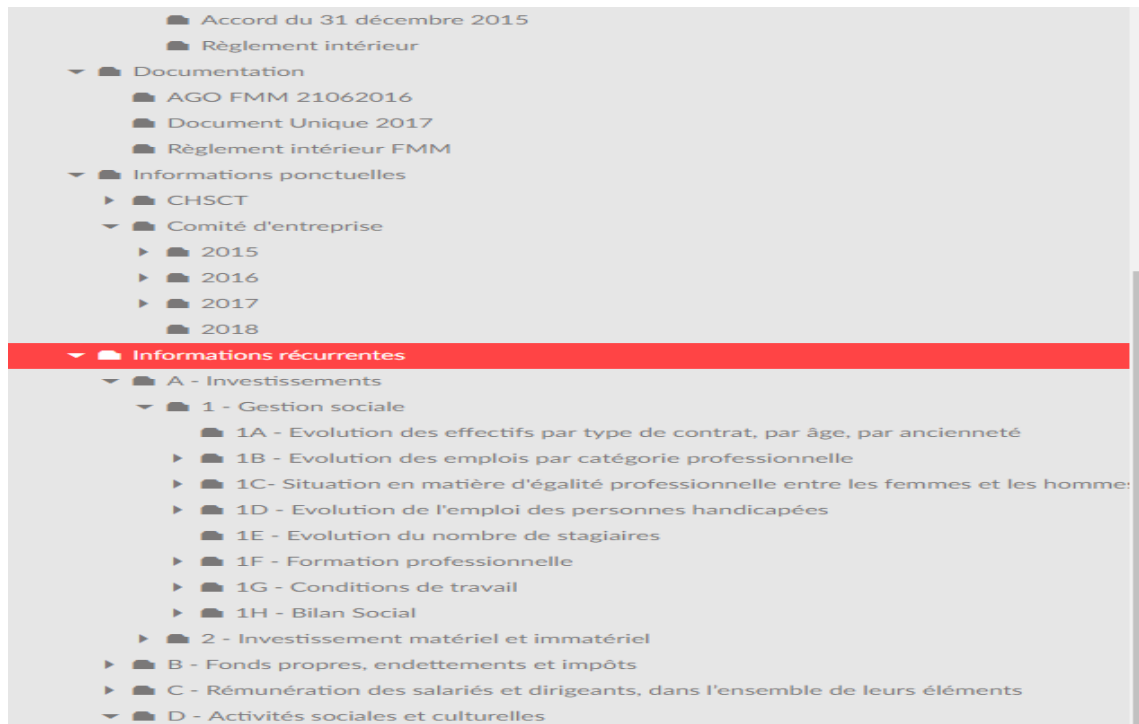 Accord du 31 décembre 2015
Règlement intérieur
Documentation
AGO FMM 21062016
Document Unique 2017
Règlement intérieur FMM
Informations ponctuelles
CHSCT
Comité d'entreprise
2015
2016
2017
2018
Informations récurrentes
A - Investissements
1 - Gestion sociale
1A - Evolution des effectifs par type de contrat, par âge, par ancienneté
1B - Evolution des emplois par catégorie professionnelle
1C- Situation en matière d'égalité professionnelle entre les femmes et les hommes
1D - Evolution de l'emploi des personnes handicapées
1E - Evolution du nombre de stagiaires
1F - Formation professionnelle
1G - Conditions de travail
1H - Bilan Social
2 - Investissement matériel et immatériel
B - Fonds propres, endettements et impôts
C - Rémunération des salariés et dirigeants, dans l'ensemble de leurs éléments
D - Activités sociales et culturelles